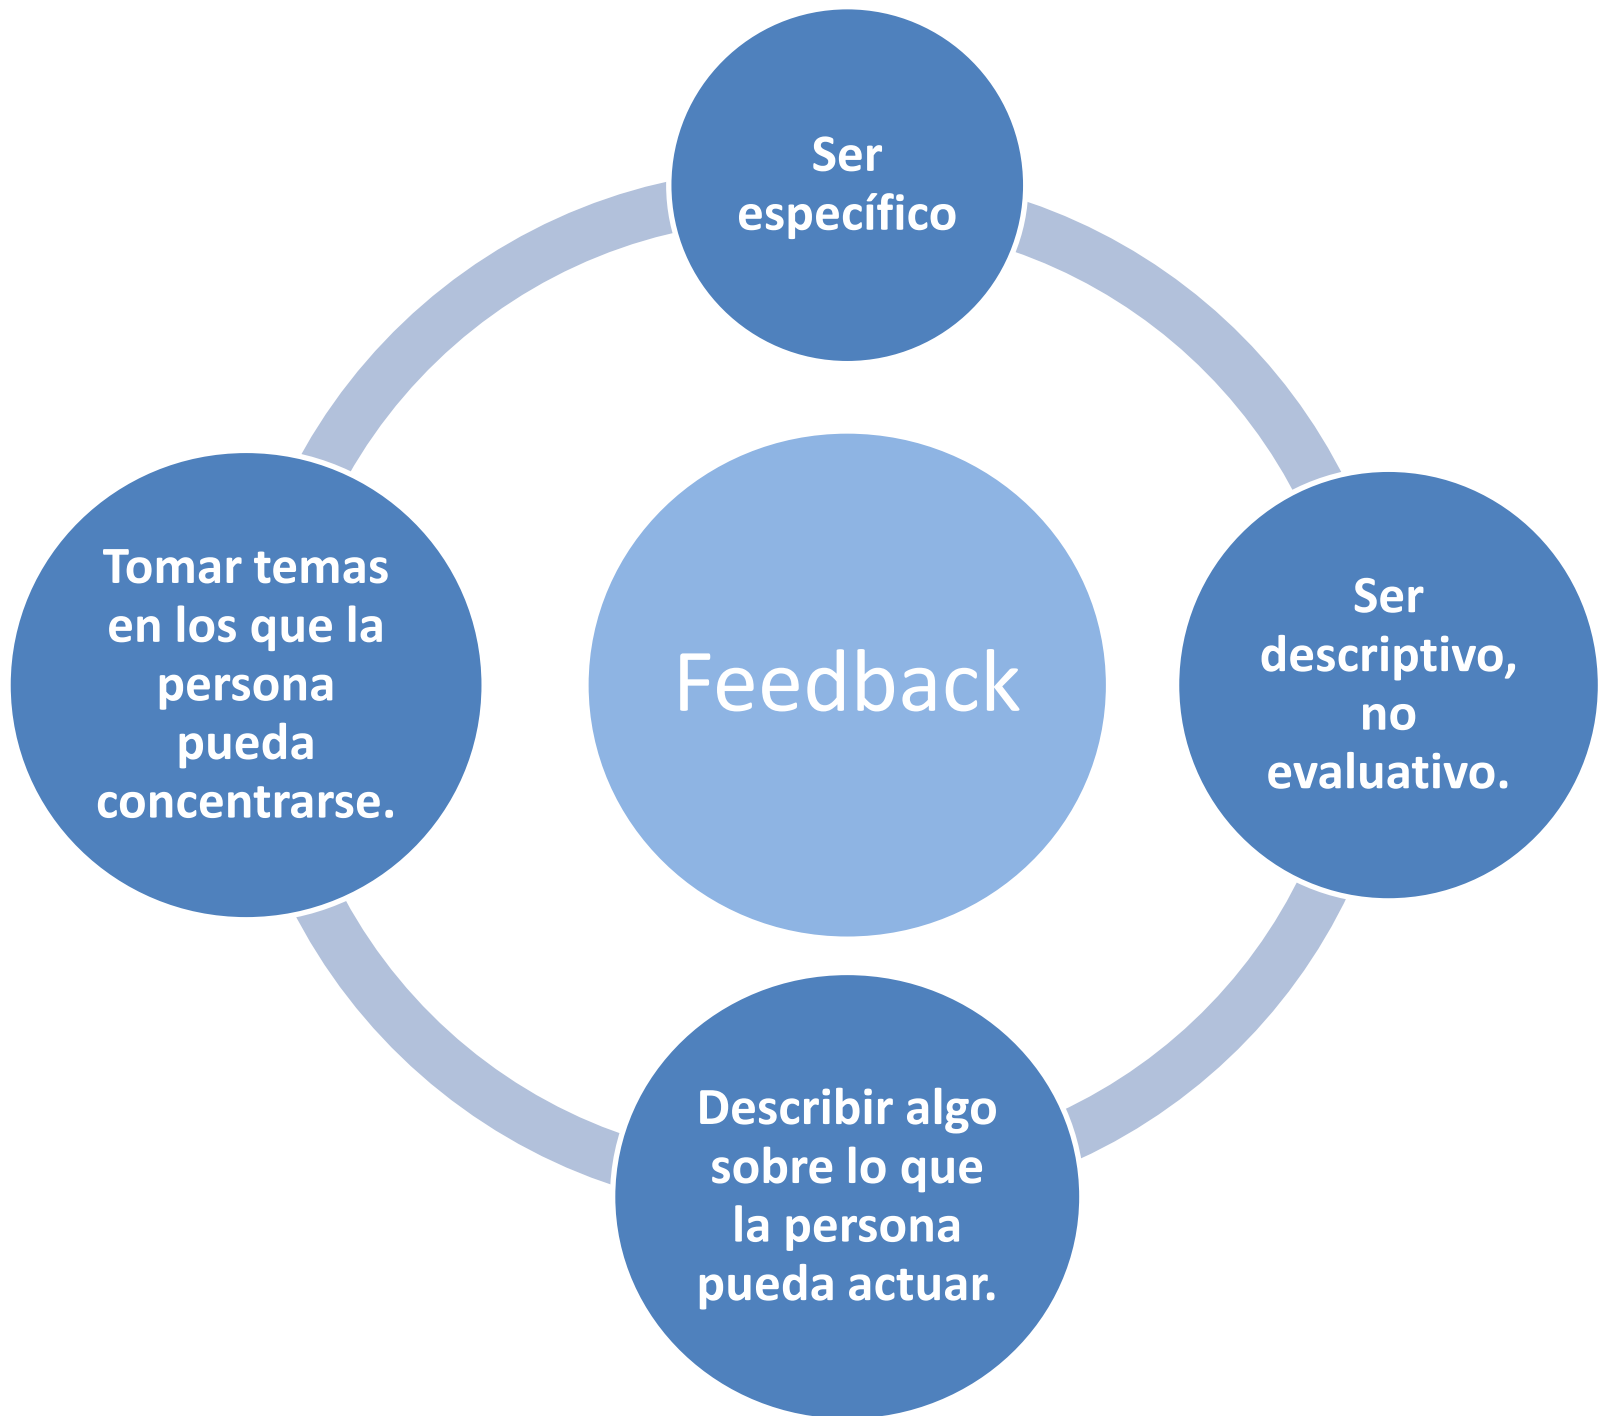 Ser
específico
Tomar temas
en los que la
persona
pueda
concentrarse.
Feedback
Ser
descriptivo,
no
evaluativo.
Describir algo
sobre lo que
la persona
pueda actuar.